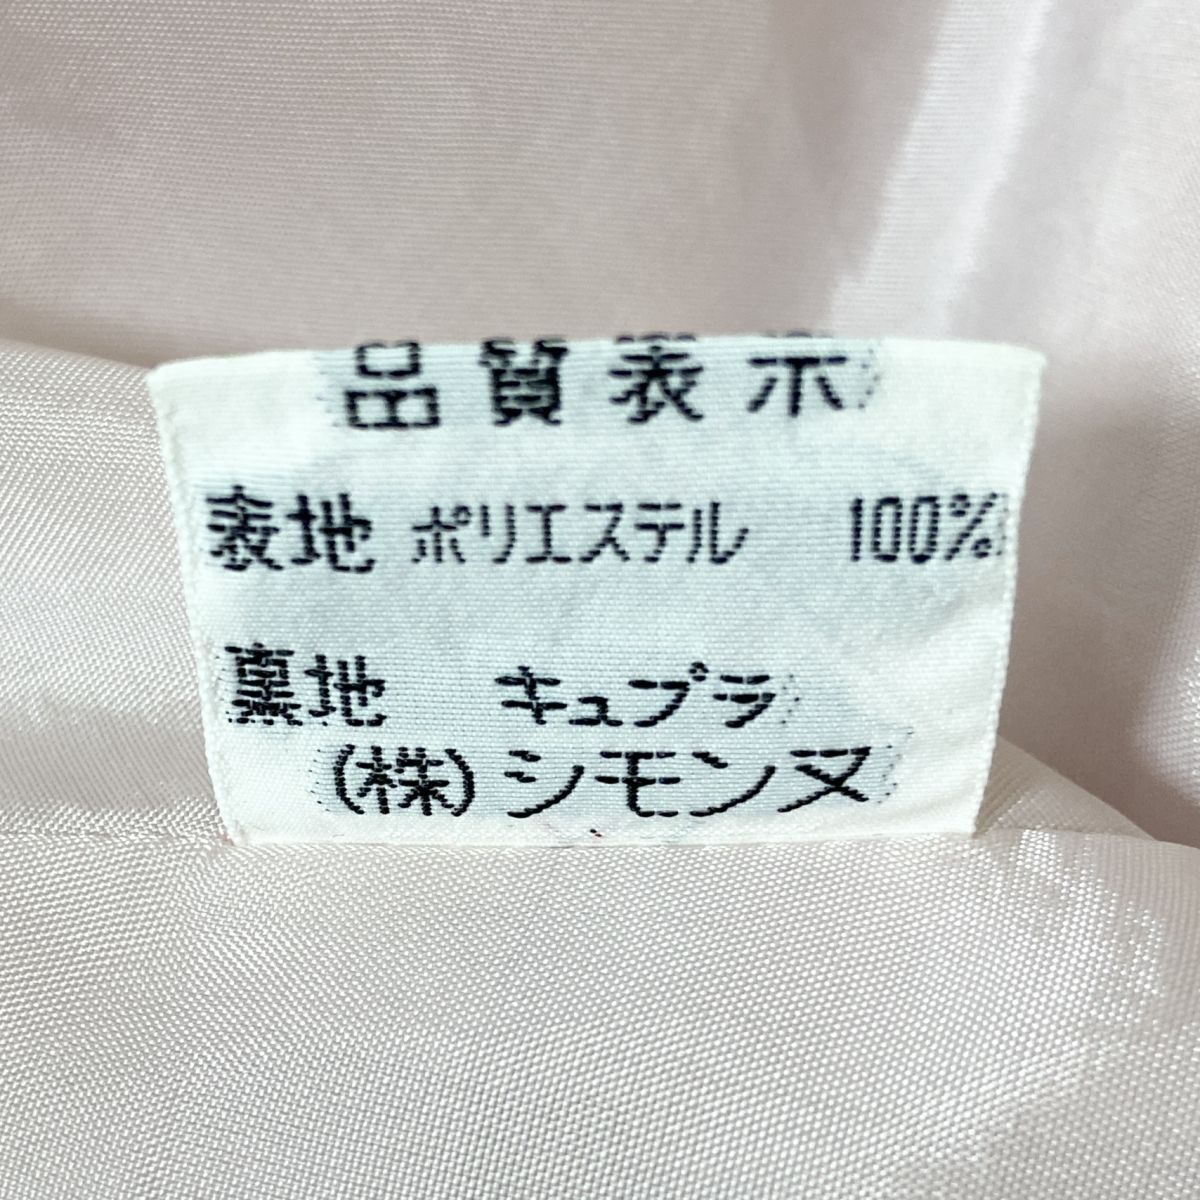 品質表示
表地 ポリエステル 100%
裏地 キュプラ
(株)シモンヌ